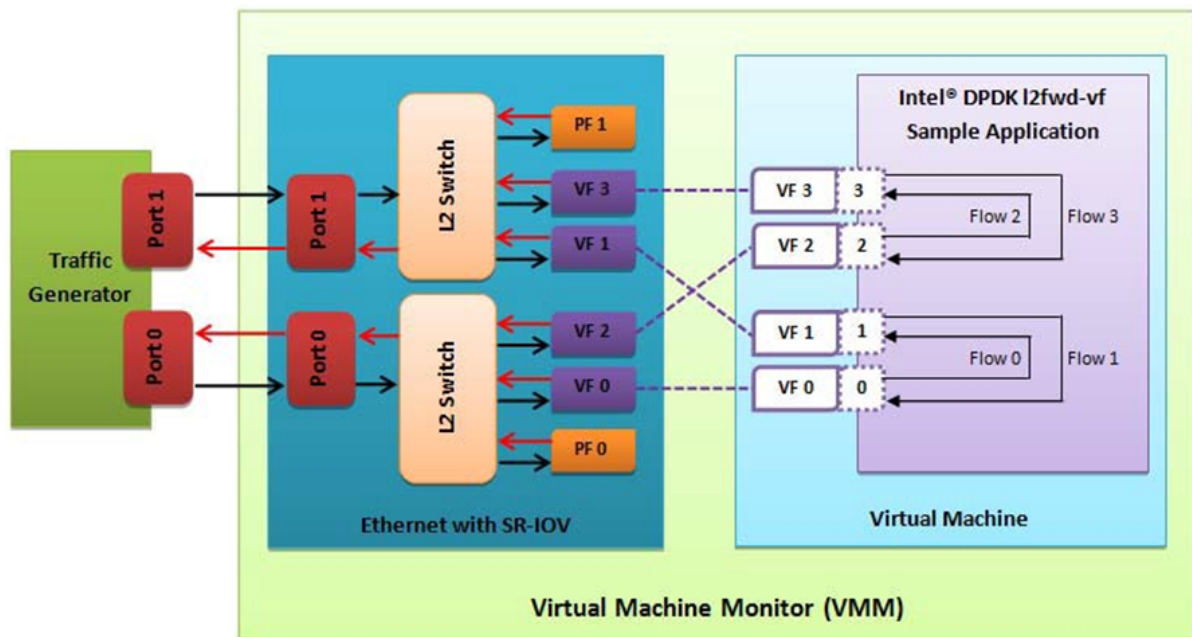 Traffic
Generator
Port 1
Port 0
Port 1
Port 0
L2 Switch
L2 Switch
PF 1
VF 3
VF 1
VF 2
VF 0
PF 0
Ethernet with SR-IOV
Intel® DPDK l2fwd-vf
Sample Application
VF 3 3
VF 2 2
Flow 2
Flow 3
VF 1 1
VF 0 0
Flow 0
Flow 1
Virtual Machine
Virtual Machine Monitor (VMM)